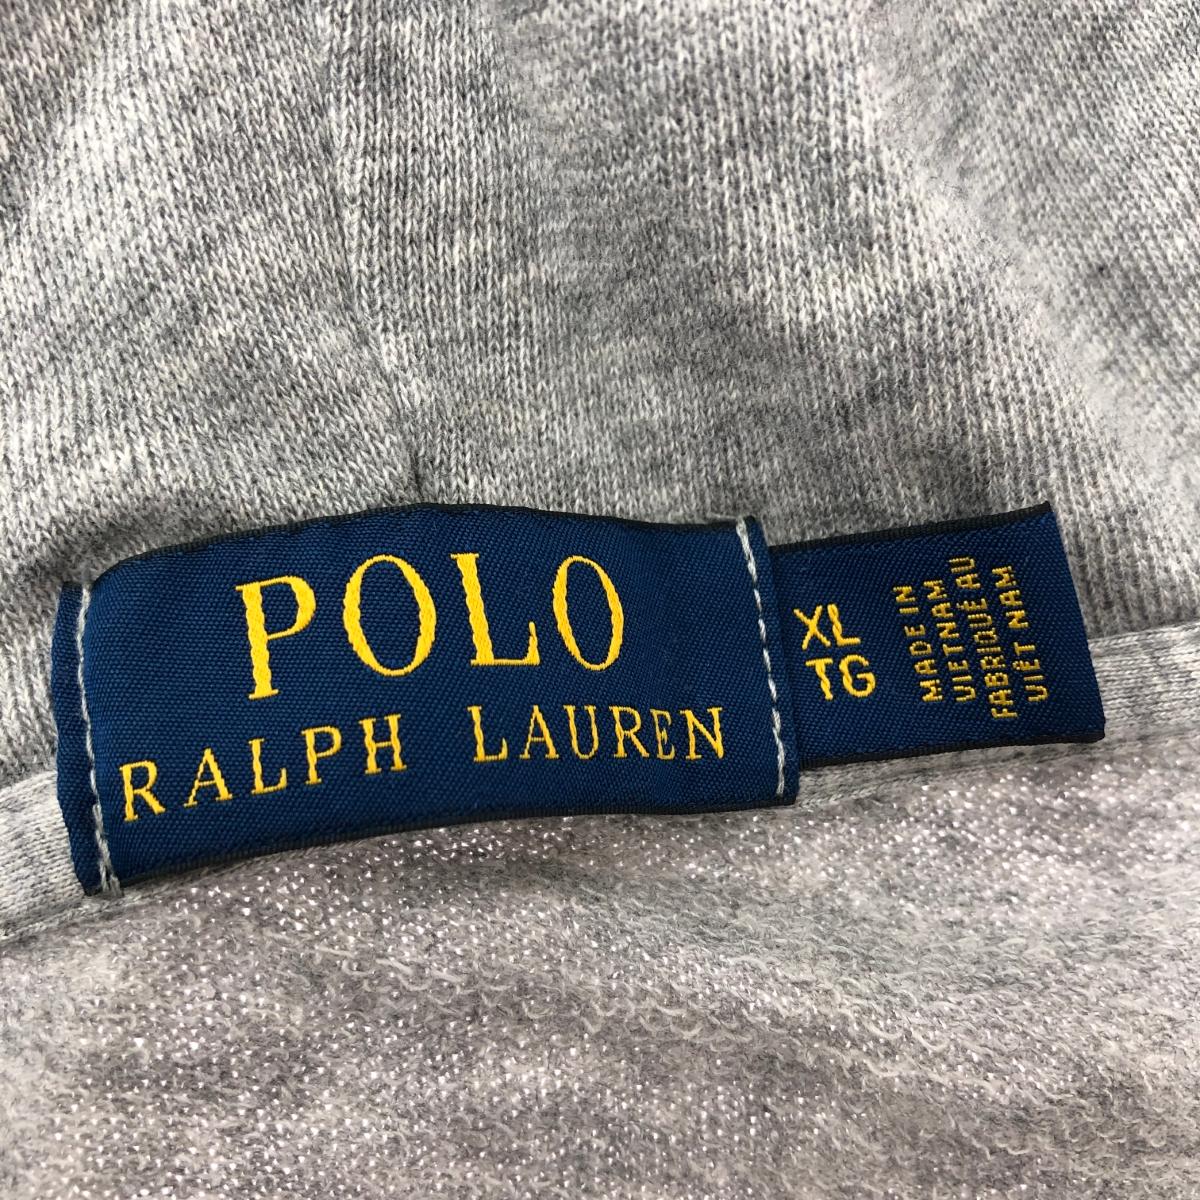 POLO
RALPH LAUREN
XL
TG
MADE IN
VIETNAM
FABRIQUÉ AU
VIÊT NAM